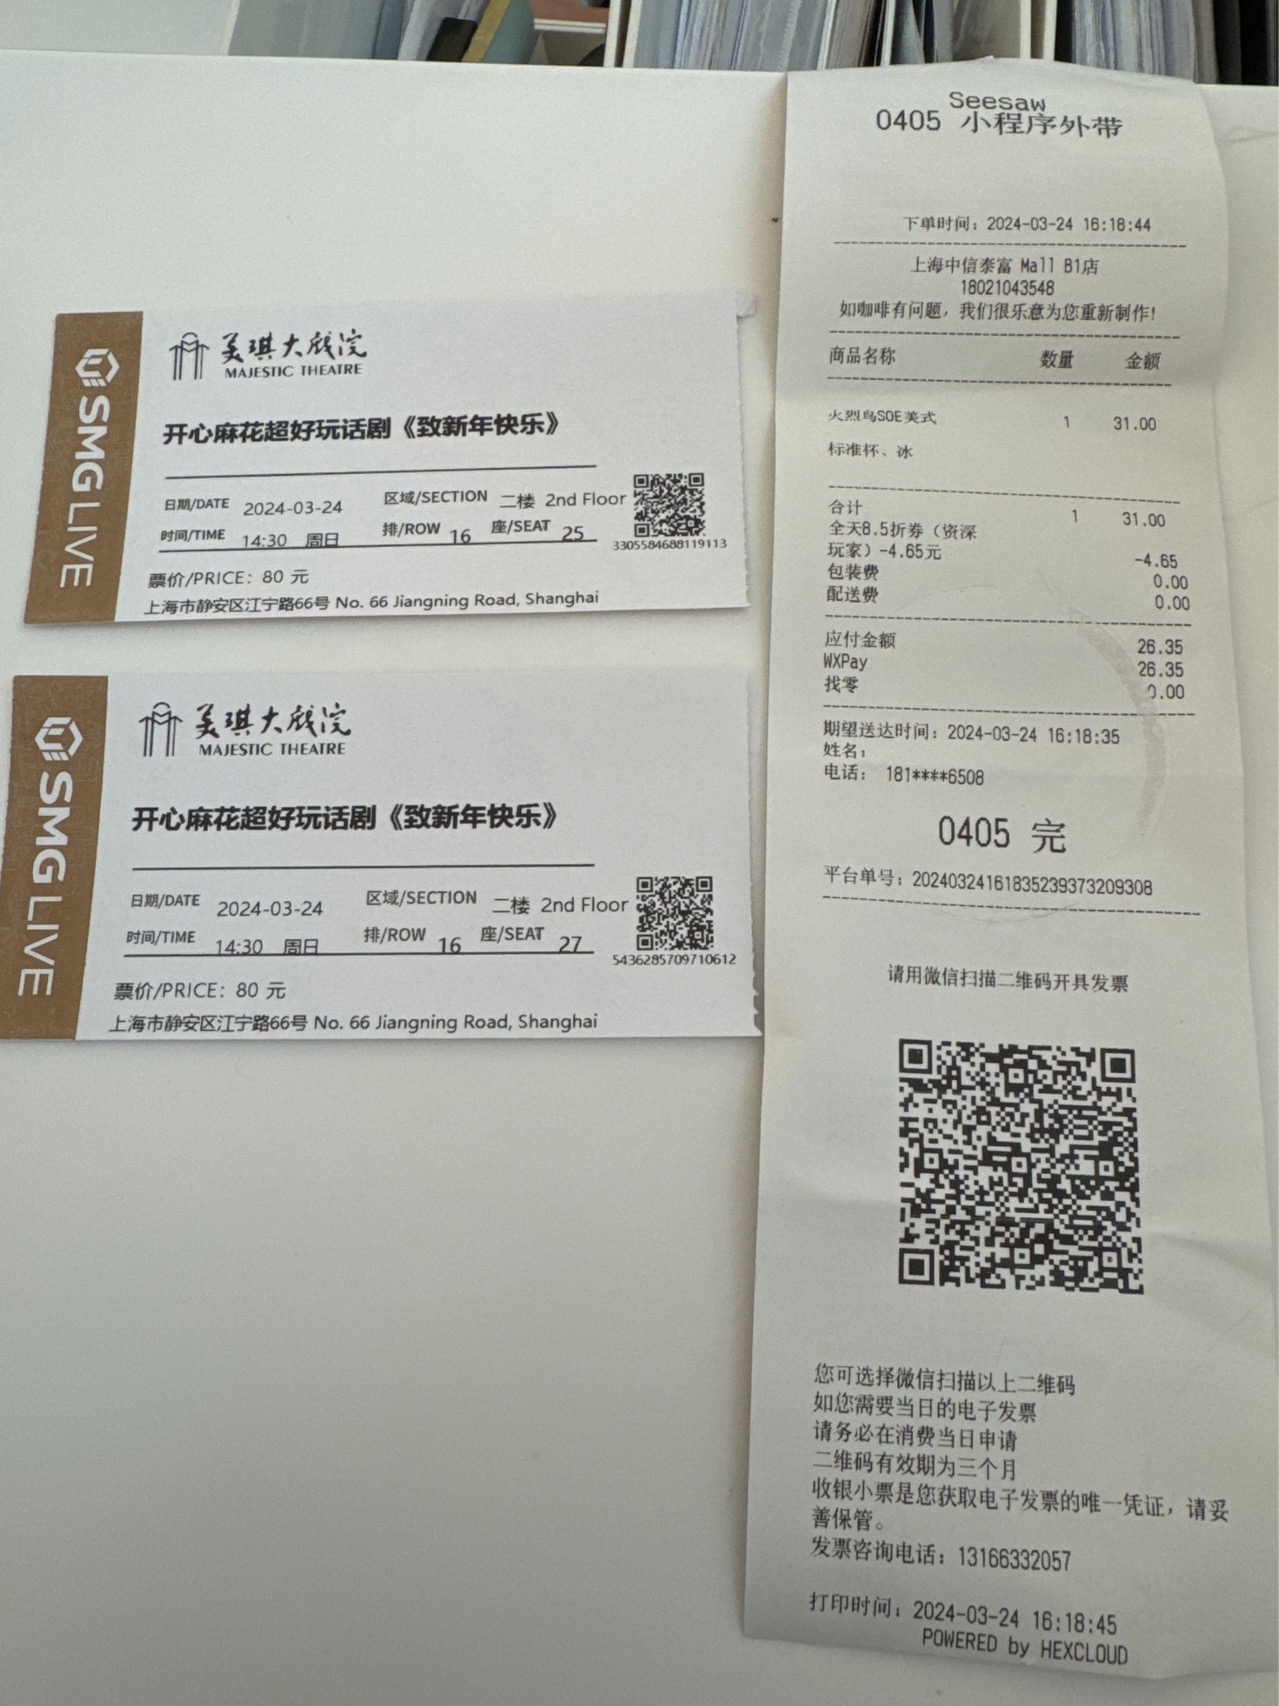 SMG LIVE
美琪大戏院
MAJESTIC THEATRE
开心麻花超好玩话剧《致新年快乐》
日期/DATE 2024-03-24 区域/SECTION 二楼 2nd Floor
时间/TIME 14:30 周日 排/ROW 16 座/SEAT 25
3305584688119113
票价/PRICE：80 元
上海市静安区江宁路66号 No. 66 Jiangning Road, Shanghai
SMG LIVE
美琪大戏院
MAJESTIC THEATRE
开心麻花超好玩话剧《致新年快乐》
日期/DATE 2024-03-24 区域/SECTION 二楼 2nd Floor
时间/TIME 14:30 周日 排/ROW 16 座/SEAT 27
5436285709710612
票价/PRICE：80 元
上海市静安区江宁路66号 No. 66 Jiangning Road, Shanghai
Seesaw
0405 小程序外带
下单时间：2024-03-24 16:18:44
上海中信泰富 Mall B1店
18021043548
如咖啡有问题，我们很乐意为您重新制作！
商品名称 数量 金额
火烈鸟SOE美式 1 31.00
标准杯、冰
合计 1 31.00
全天8.5折券（资深
玩家）-4.65元 -4.65
包装费 0.00
配送费 0.00
应付金额 26.35
WXPay 26.35
找零 0.00
期望送达时间：2024-03-24 16:18:35
姓名：
电话： 181****6508
0405 完
平台单号：20240324161835239373209308
请用微信扫描二维码开具发票
您可选择微信扫描以上二维码
如您需要当日的电子发票
请务必在消费当日申请
二维码有效期为三个月
收银小票是您获取电子发票的唯一凭证，请妥
善保管。
发票咨询电话：13166332057
打印时间：2024-03-24 16:18:45
POWERED by HEXCLOUD